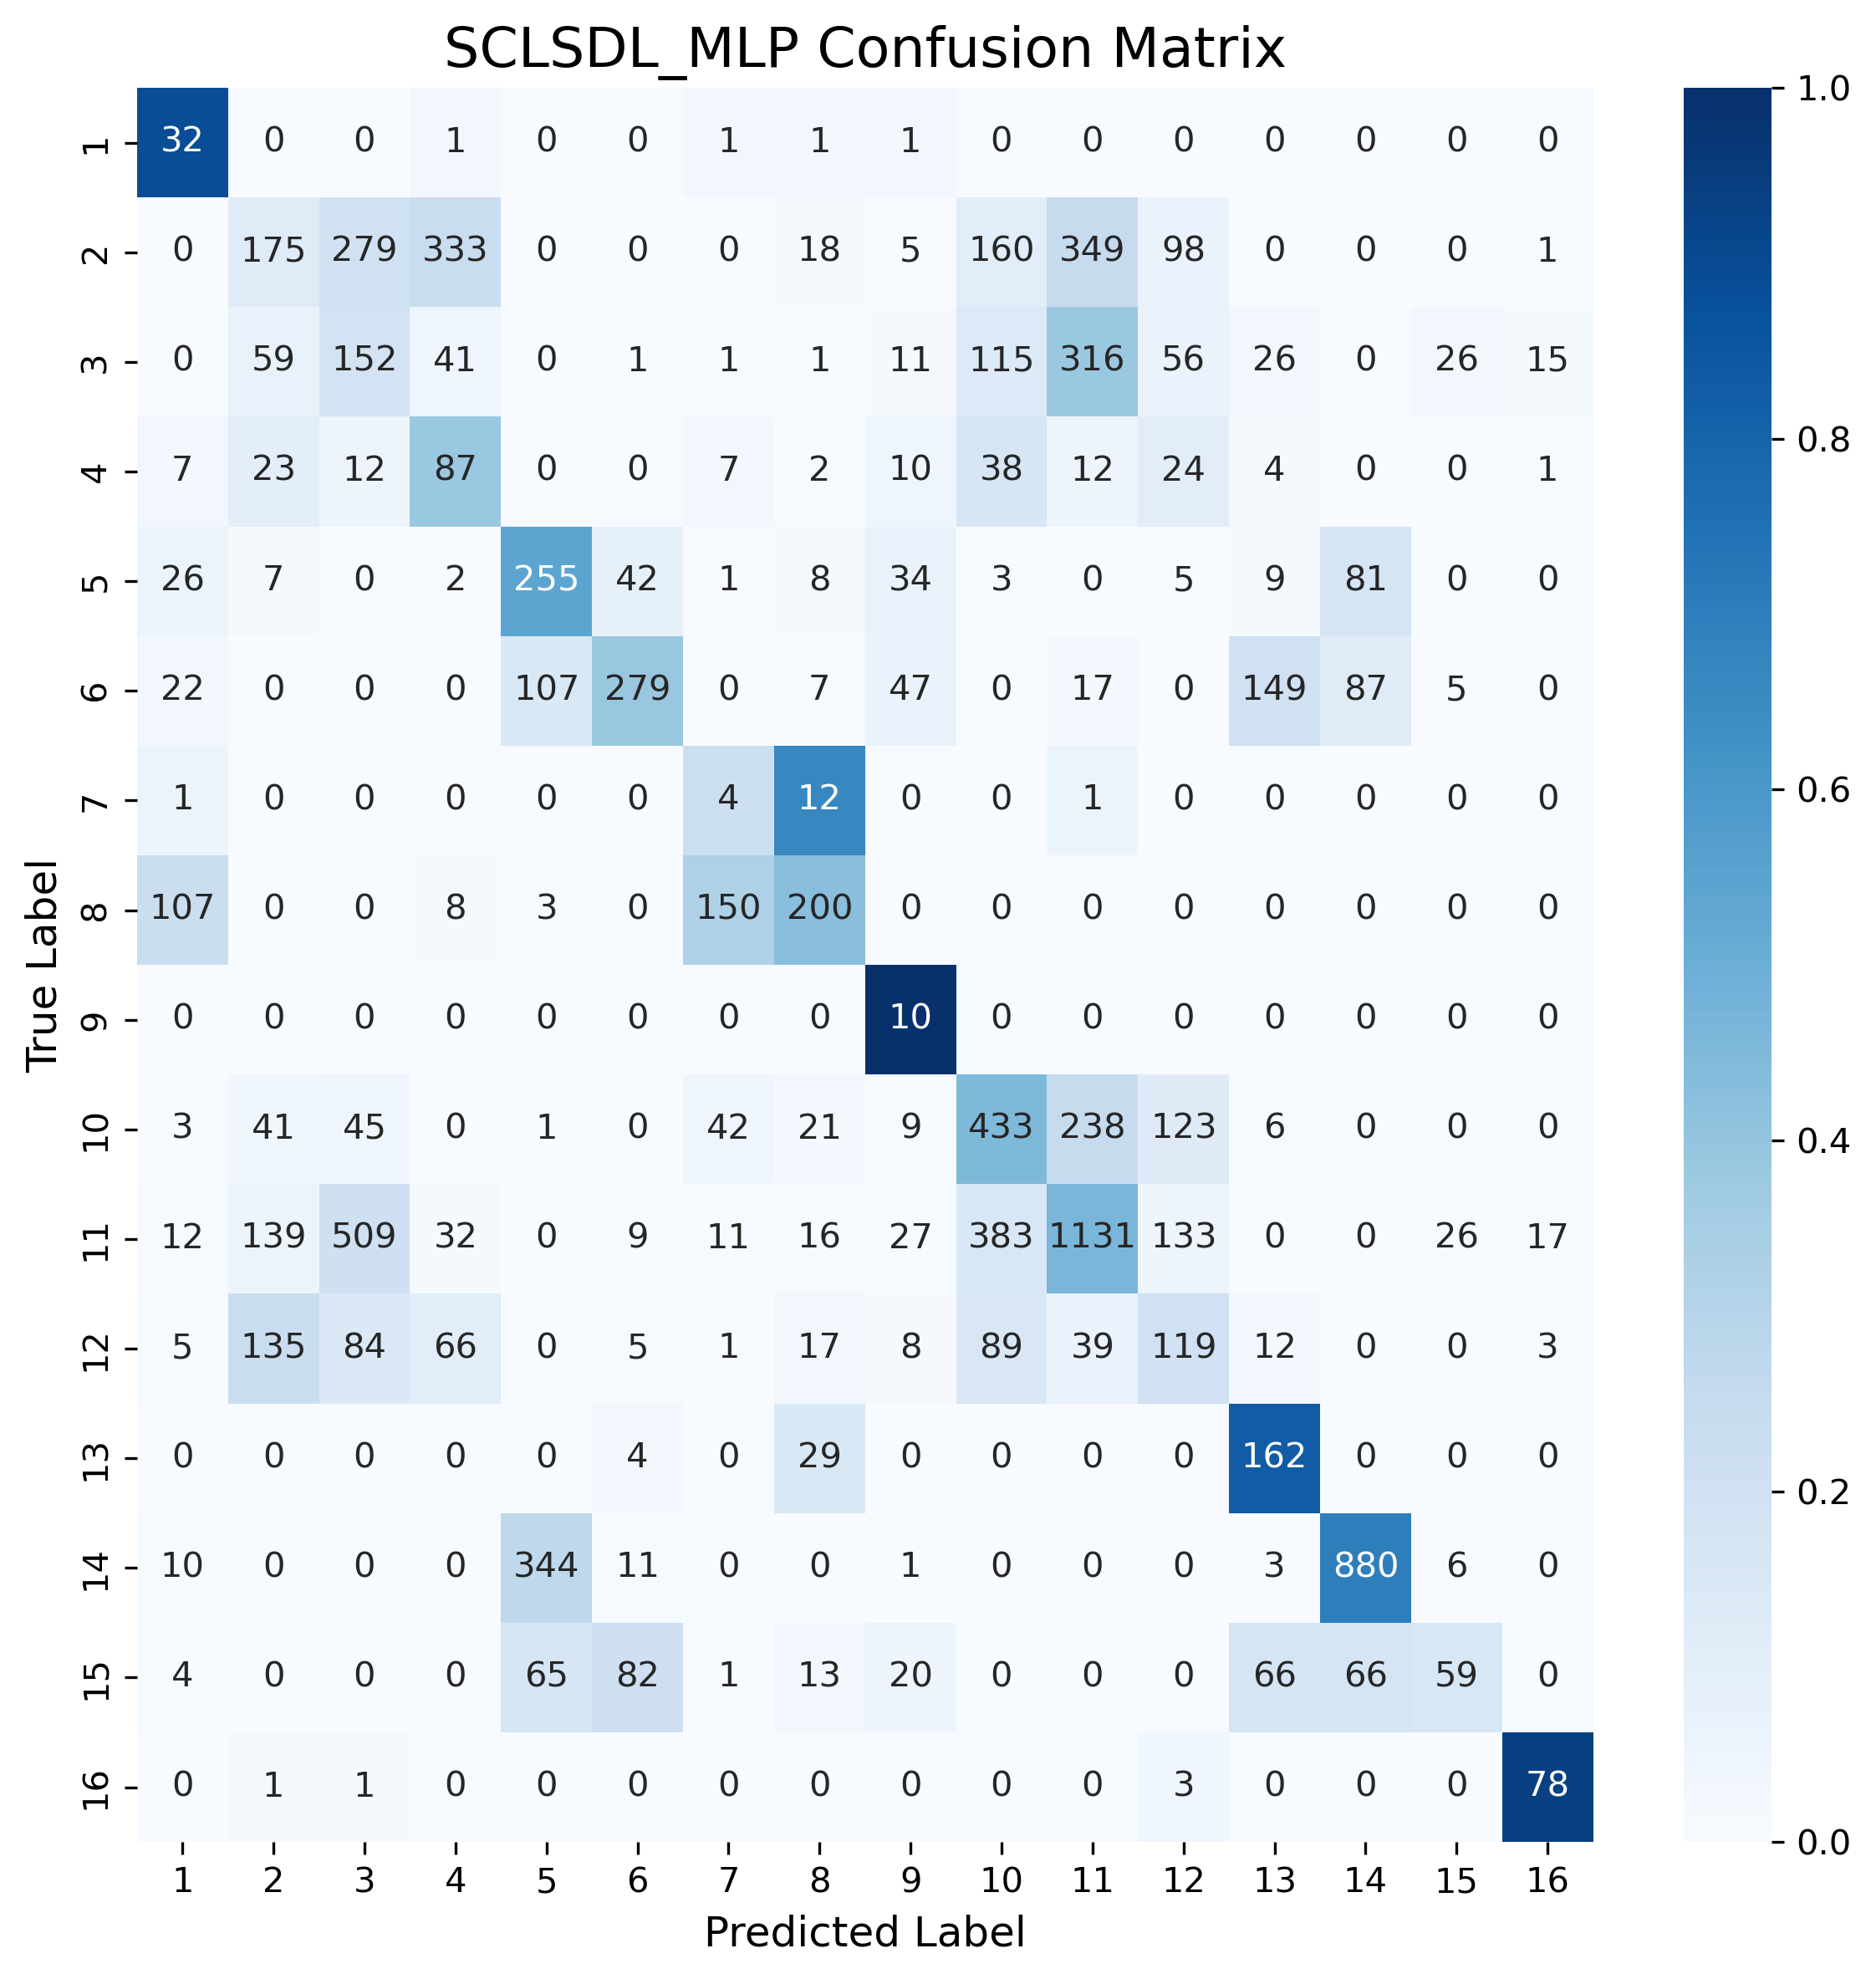 SCLSDL_MLP Confusion Matrix
1 32 0 0 1 0 0 1 1 1 0 0 0 0 0 0 0
2 0 175 279 333 0 0 0 18 5 160 349 98 0 0 0 1
3 0 59 152 41 0 1 1 1 11 115 316 56 26 0 26 15
4 7 23 12 87 0 0 7 2 10 38 12 24 4 0 0 1
5 26 7 0 2 255 42 1 8 34 3 0 5 9 81 0 0
6 22 0 0 0 107 279 0 7 47 0 17 0 149 87 5 0
7 1 0 0 0 0 0 4 12 0 0 1 0 0 0 0 0
8 107 0 0 8 3 0 150 200 0 0 0 0 0 0 0 0
9 0 0 0 0 0 0 0 0 10 0 0 0 0 0 0 0
10 3 41 45 0 1 0 42 21 9 433 238 123 6 0 0 0
11 12 139 509 32 0 9 11 16 27 383 1131 133 0 0 26 17
12 5 135 84 66 0 5 1 17 8 89 39 119 12 0 0 3
13 0 0 0 0 0 4 0 29 0 0 0 0 162 0 0 0
14 10 0 0 0 344 11 0 0 1 0 0 0 3 880 6 0
15 4 0 0 0 65 82 1 13 20 0 0 0 66 66 59 0
16 0 1 1 0 0 0 0 0 0 0 0 3 0 0 0 78
1 2 3 4 5 6 7 8 9 10 11 12 13 14 15 16
Predicted Label
True Label
1.0
0.8
0.6
0.4
0.2
0.0